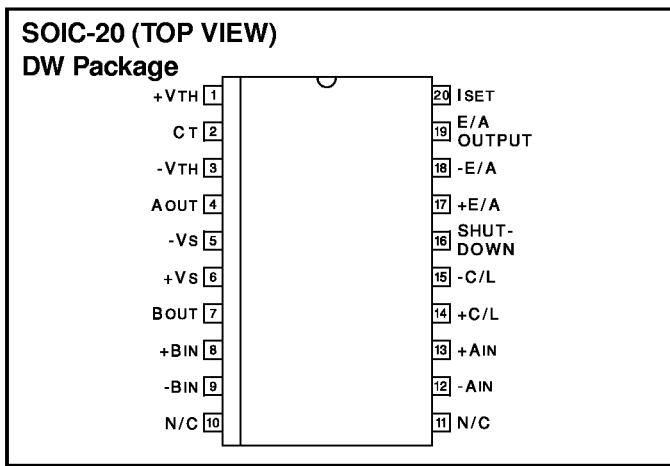 SOIC-20 (TOP VIEW)
DW Package
+VTH 1
CT 2
-VTH 3
AOUT 4
-VS 5
+VS 6
BOUT 7
+BIN 8
-BIN 9
N/C 10
20 ISET
19 E/A
OUTPUT
18 -E/A
17 +E/A
16 SHUT-
DOWN
15 -C/L
14 +C/L
13 +AIN
12 -AIN
11 N/C